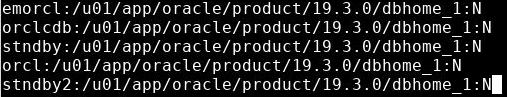 emorcl:/u01/app/oracle/product/19.3.0/dbhome_1:N
orclcdb:/u01/app/oracle/product/19.3.0/dbhome_1:N
stndby:/u01/app/oracle/product/19.3.0/dbhome_1:N
orcl:/u01/app/oracle/product/19.3.0/dbhome_1:N
stndby2:/u01/app/oracle/product/19.3.0/dbhome_1:N